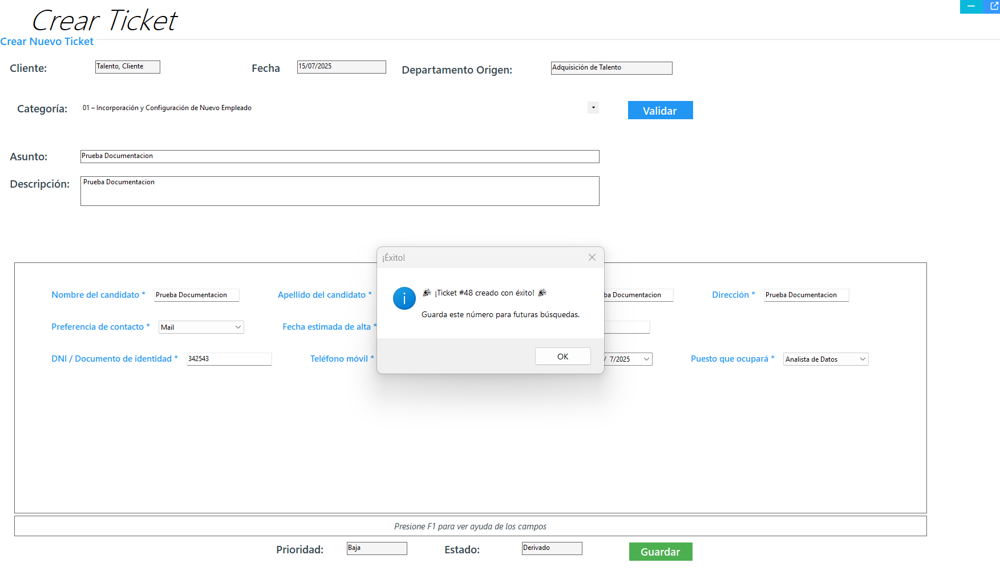 Crear Ticket
Crear Nuevo Ticket
Cliente: Talento, Cliente Fecha 15/07/2025 Departamento Origen: Adquisición de Talento
Categoría: 01 – Incorporación y Configuración de Nuevo Empleado Validar
Asunto: Prueba Documentacion
Descripción: Prueba Documentacion
¡Éxito!
¡Ticket #48 creado con éxito!
Guarda este número para futuras búsquedas.
OK
Nombre del candidato * Prueba Documentacion Apellido del candidato * Documentacion Dirección * Prueba Documentacion
Preferencia de contacto * Mail Fecha estimada de alta *
DNI / Documento de identidad * 342543 Teléfono móvil * / 7/2025 Puesto que ocupará * Analista de Datos
Presione F1 para ver ayuda de los campos
Prioridad: Baja Estado: Derivado Guardar